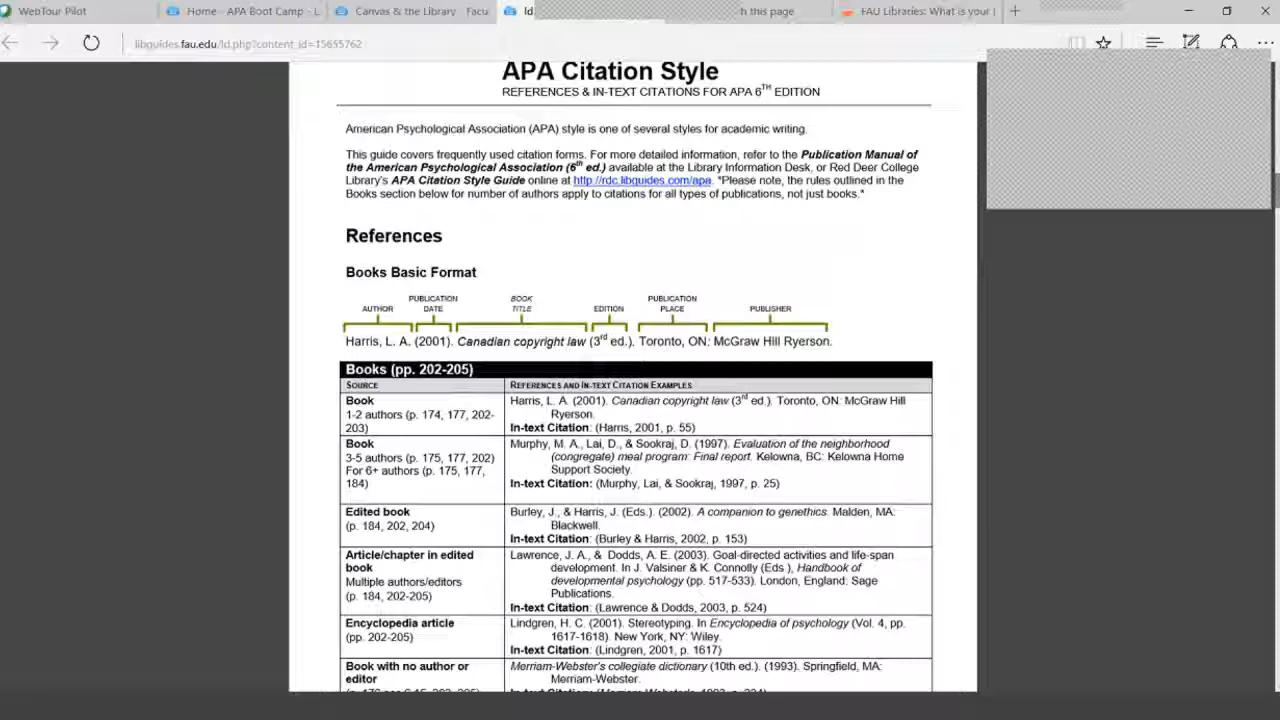 WebTour Pilot
Home - APA Boot Camp - L
Canvas & the Library Facu
Id
h this page
FAU Libraries: What is your
libguides.fau.edu/ld.php?content_id=15655762
APA Citation Style
REFERENCES & IN-TEXT CITATIONS FOR APA 6TH EDITION
American Psychological Association (APA) style is one of several styles for academic writing.
This guide covers frequently used citation forms. For more detailed information, refer to the Publication Manual of
the American Psychological Association (6th ed.) available at the Library Information Desk, or Red Deer College
Library's APA Citation Style Guide online at http://rdc.libguides.com/apa. *Please note, the rules outlined in the
Books section below for number of authors apply to citations for all types of publications, not just books.*
References
Books Basic Format
AUTHOR
PUBLICATION
DATE
BOOK
TITLE
EDITION
PUBLICATION
PLACE
PUBLISHER
Harris, L. A. (2001). Canadian copyright law (3rd ed.). Toronto, ON: McGraw Hill Ryerson.
Books (pp. 202-205)
SOURCE
REFERENCES AND IN-TEXT CITATION EXAMPLES
Book
1-2 authors (p. 174, 177, 202-
203)
Harris, L. A. (2001). Canadian copyright law (3rd ed.). Toronto, ON: McGraw Hill
Ryerson.
In-text Citation: (Harris, 2001, p. 55)
Book
3-5 authors (p. 175, 177, 202)
For 6+ authors (p. 175, 177,
184)
Murphy, M. A., Lai, D., & Sookraj, D. (1997). Evaluation of the neighborhood
(congregate) meal program: Final report. Kelowna, BC: Kelowna Home
Support Society.
In-text Citation: (Murphy, Lai, & Sookraj, 1997, p. 25)
Edited book
(p. 184, 202, 204)
Burley, J., & Harris, J. (Eds.). (2002). A companion to genethics. Malden, MA:
Blackwell.
In-text Citation: (Burley & Harris, 2002, p. 153)
Article/chapter in edited
book
Multiple authors/editors
(p. 184, 202-205)
Lawrence, J. A., & Dodds, A. E. (2003). Goal-directed activities and life-span
development. In J. Valsiner & K. Connolly (Eds.), Handbook of
developmental psychology (pp. 517-533). London, England: Sage
Publications.
In-text Citation: (Lawrence & Dodds, 2003, p. 524)
Encyclopedia article
(pp. 202-205)
Lindgren, H. C. (2001). Stereotyping. In Encyclopedia of psychology (Vol. 4, pp.
1617-1618). New York, NY: Wiley.
In-text Citation: (Lindgren, 2001, p. 1617)
Book with no author or
editor
Merriam-Webster's collegiate dictionary (10th ed.). (1993). Springfield, MA:
Merriam-Webster.